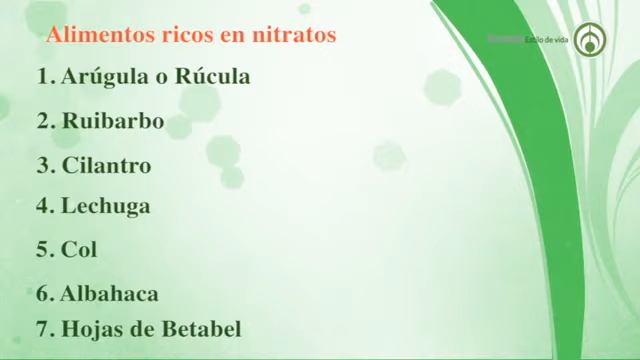 Alimentos ricos en nitratos
Estilo de vida
1. Arúgula o Rúcula
2. Ruibarbo
3. Cilantro
4. Lechuga
5. Col
6. Albahaca
7. Hojas de Betabel